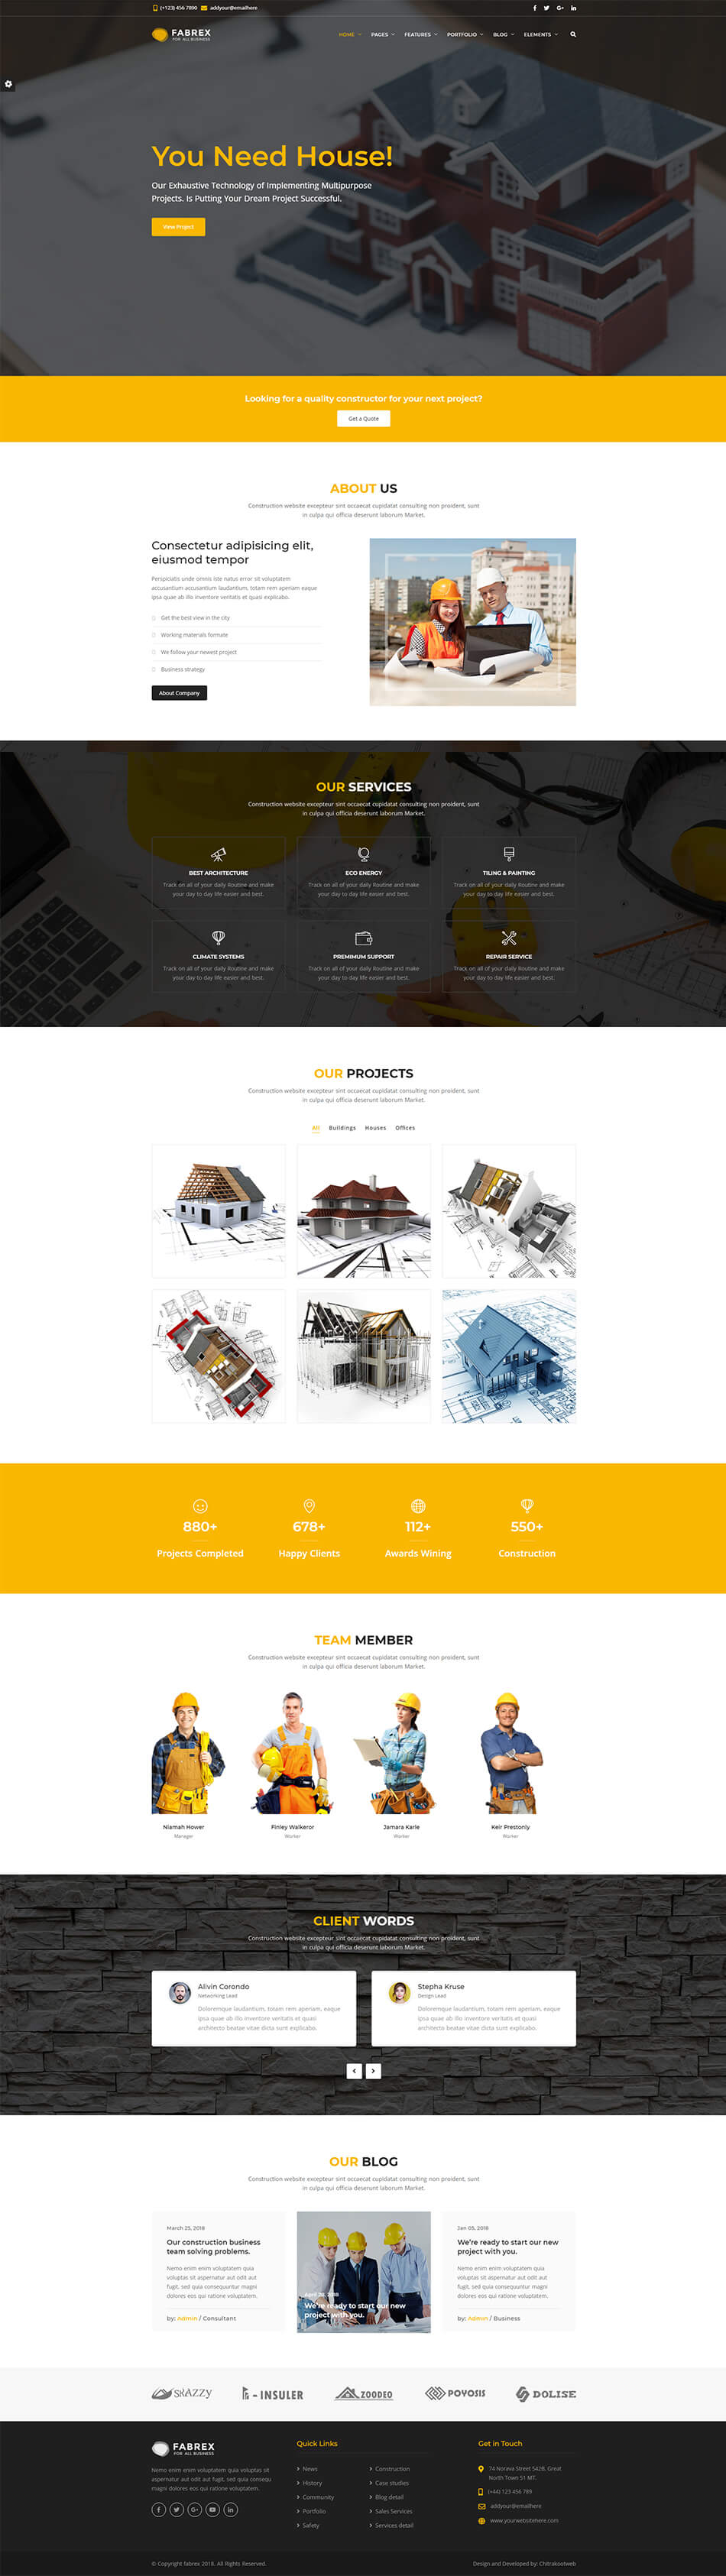 (+123) 456 7890 addyour@emailhere
FABREX
FOR ALL BUSINESS
HOME PAGES FEATURES PORTFOLIO BLOG ELEMENTS
You Need House!
Our Exhaustive Technology of Implementing Multipurpose
Projects. Is Putting Your Dream Project Successful.
View Project
Looking for a quality constructor for your next project?
Get a Quote
ABOUT US
Construction website excepteur sint occaecat cupidatat consulting non proident, sunt
in culpa qui officia deserunt laborum Market.
Consectetur adipisicing elit,
eiusmod tempor
Perspiciatis unde omnis iste natus error sit voluptatem
accusantium accusantium laudantium, totam rem aperiam eaque
ipsa quae ab illo inventore veritatis et quasi explicabo.
Get the best view in the city
Working materials formate
We follow your newest project
Business strategy
About Company
OUR SERVICES
Construction website excepteur sint occaecat cupidatat consulting non proident, sunt
in culpa qui officia deserunt laborum Market.
BEST ARCHITECTURE
Track on all of your daily Routine and make
your day to day life easier and best.
ECO ENERGY
Track on all of your daily Routine and make
your day to day life easier and best.
TILING & PAINTING
Track on all of your daily Routine and make
your day to day life easier and best.
CLIMATE SYSTEMS
Track on all of your daily Routine and make
your day to day life easier and best.
PREMIMUM SUPPORT
Track on all of your daily Routine and make
your day to day life easier and best.
REPAIR SERVICE
Track on all of your daily Routine and make
your day to day life easier and best.
OUR PROJECTS
Construction website excepteur sint occaecat cupidatat consulting non proident, sunt
in culpa qui officia deserunt laborum Market.
All Buildings Houses Offices
880+
Projects Completed
678+
Happy Clients
112+
Awards Wining
550+
Construction
TEAM MEMBER
Construction website excepteur sint occaecat cupidatat consulting non proident, sunt
in culpa qui officia deserunt laborum Market.
Niamah Hower
Manager
Finley Walkeror
Worker
Jamara Karle
Worker
Keir Prestonly
Worker
CLIENT WORDS
Construction website excepteur sint occaecat cupidatat consulting non proident, sunt
in culpa qui officia deserunt laborum Market.
Alivin Corondo
Networking Lead
Doloremque laudantium, totam rem aperiam, eaque
ipsa quae ab illo inventore veritatis et quasi
architecto beatae vitae dicta sunt explicabo.
Stepha Kruse
Design Lead
Doloremque laudantium, totam rem aperiam, eaque
ipsa quae ab illo inventore veritatis et quasi
architecto beatae vitae dicta sunt explicabo.
OUR BLOG
Construction website excepteur sint occaecat cupidatat consulting non proident, sunt
in culpa qui officia deserunt laborum Market.
March 25, 2018
Our construction business
team solving problems.
Nemo enim enim voluptatem quia
voluptas sit aspernatur aut odit aut
fugit, sed quia consequuntur magni
dolores eos qui ratione voluptatem.
by: Admin / Consultant
We're ready to start our new
project with you.
Jan 05, 2018
We're ready to start our new
project with you.
Nemo enim enim voluptatem quia
voluptas sit aspernatur aut odit aut
fugit, sed quia consequuntur magni
dolores eos qui ratione voluptatem.
by: Admin / Business
SKAZZY
- INSULER
ZOODEO
POYOSIS
DOLISE
FABREX
FOR ALL BUSINESS
Nemo enim enim voluptatem quia voluptas sit
aspernatur aut odit aut fugit, sed quia consequ
magni dolores eos qui ratione voluptatem.
Quick Links
News
History
Community
Portfolio
Safety
Construction
Case studies
Blog detail
Sales Services
Services detail
Get in Touch
74 Norava Street 542B, Great
North Town S1 MT.
(+44) 123 456 789
addyour@emailhere
www.yourwebsitehere.com
© Copyright fabrex 2018. All Rights Reserved.
Design and Developed by: Chitrakootweb